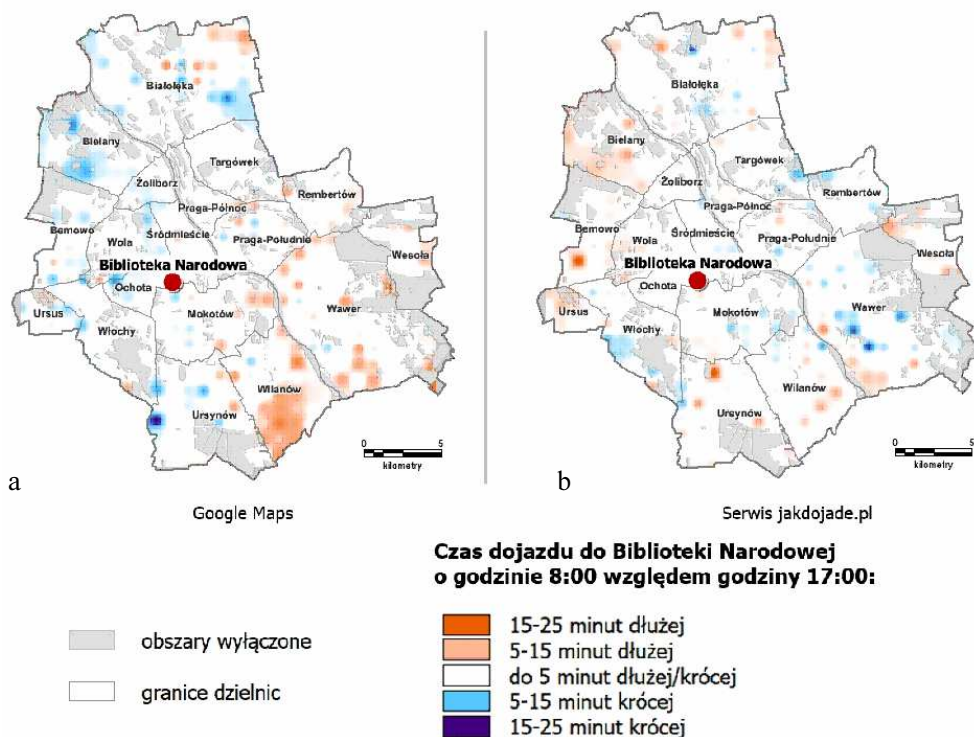 Białołęka
Bielany
Targówek
Żoliborz
Rembertów
Praga-Północ
Bemowo
Śródmieście
Wola
Praga-Południe
Wesoła
Biblioteka Narodowa
Ochota
Ursus
Mokotów
Wawer
Włochy
Wilanów
Ursynów
0 5
kilometry
a
Google Maps
Białołęka
Bielany
Targówek
Żoliborz
Rembertów
Praga-Północ
Bemowo
Śródmieście
Wola
Praga-Południe
Wesoła
Biblioteka Narodowa
Ochota
Ursus
Mokotów
Wawer
Włochy
Wilanów
Ursynów
0 5
kilometry
b
Serwis jakdojade.pl
Czas dojazdu do Biblioteki Narodowej
o godzinie 8:00 względem godziny 17:00:
obszary wyłączone
granice dzielnic
15-25 minut dłużej
5-15 minut dłużej
do 5 minut dłużej/krócej
5-15 minut krócej
15-25 minut krócej